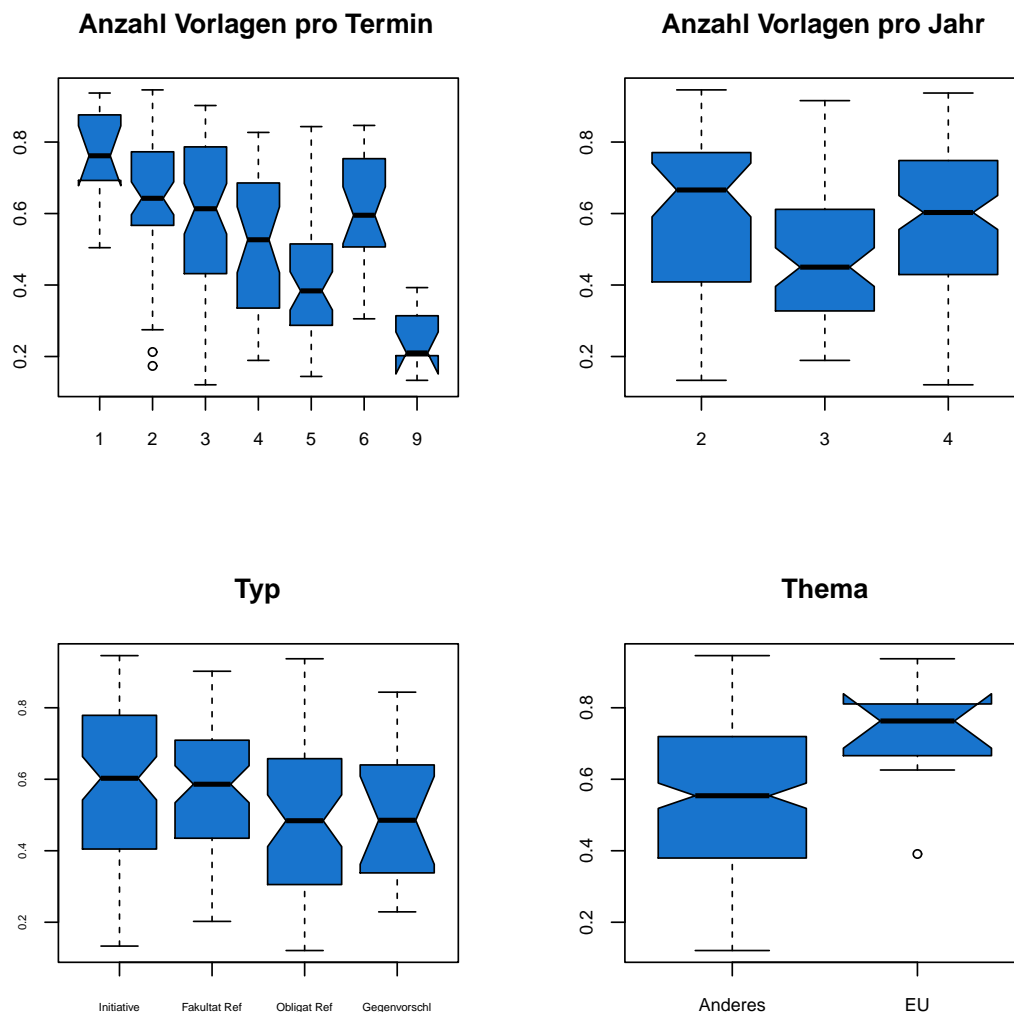 Anzahl Vorlagen pro Termin
0.8
0.6
0.4
0.2
1 2 3 4 5 6 9
Anzahl Vorlagen pro Jahr
0.8
0.6
0.4
0.2
2 3 4
Typ
0.8
0.6
0.4
0.2
Initiative Fakultat Ref Obligat Ref Gegenvorschl
Thema
0.8
0.6
0.4
0.2
Anderes EU